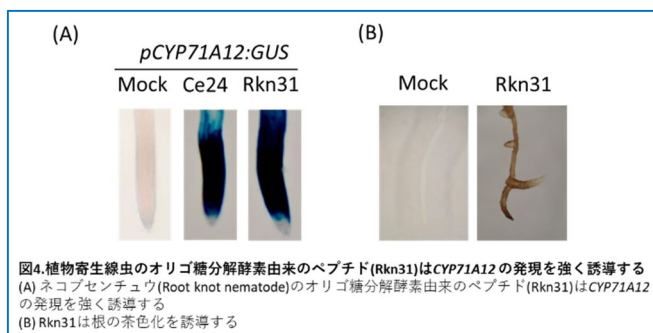 (A)
pCYP71A12:GUS
Mock Ce24 Rkn31
(B)
Mock Rkn31
図4.植物寄生線虫のオリゴ糖分解酵素由来のペプチド(Rkn31)はCYP71A12 の発現を強く誘導する
(A) ネコブセンチュウ(Root knot nematode)のオリゴ糖分解酵素由来のペプチド(Rkn31)はCYP71A12
の発現を強く誘導する
(B) Rkn31は根の茶色化を誘導する